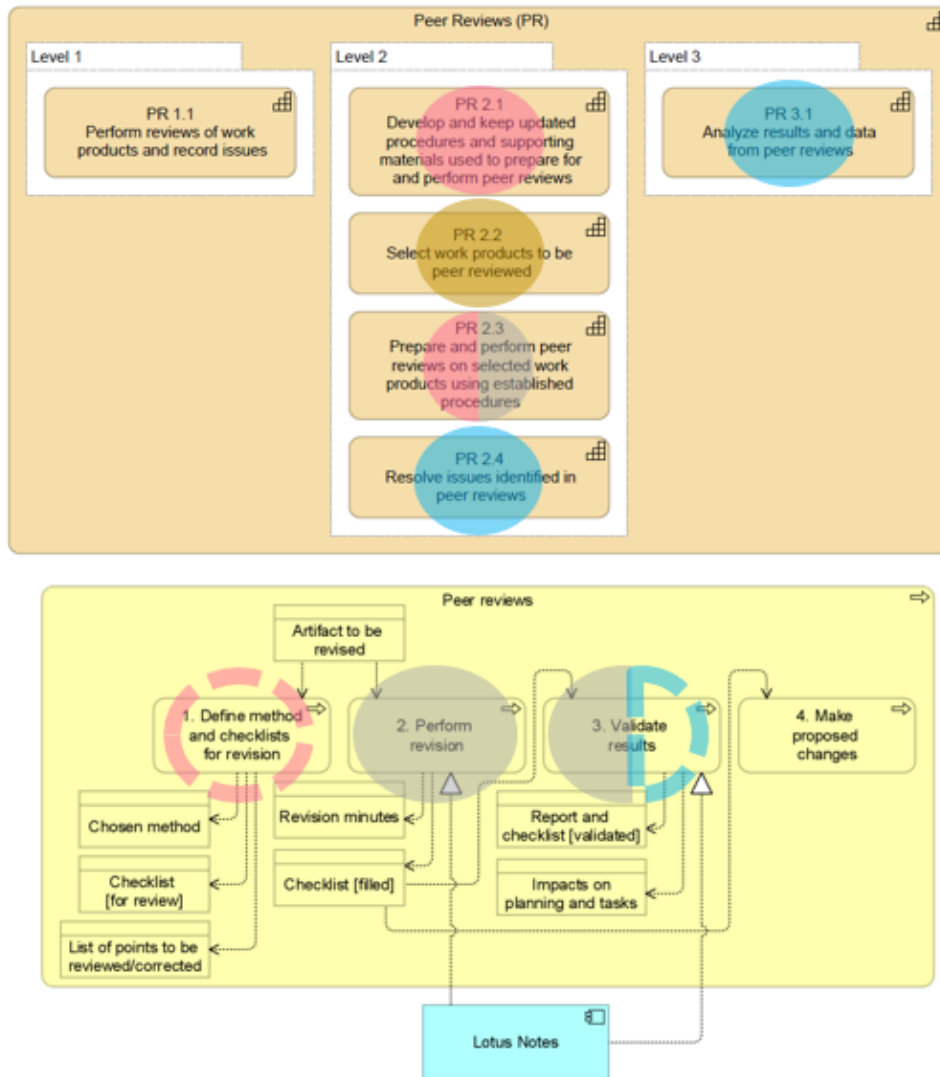 Peer Reviews (PR)
Level 1
PR 1.1
Perform reviews of work
products and record issues
Level 2
PR 2.1
Develop and keep updated
procedures and supporting
materials used to prepare for
and perform peer reviews
PR 2.2
Select work products to be
peer reviewed
PR 2.3
Prepare and perform peer
reviews on selected work
products using established
procedures
PR 2.4
Resolve issues identified in
peer reviews
Level 3
PR 3.1
Analyze results and data
from peer reviews
Peer reviews
Artifact to be
revised
1. Define method
and checklists
for revision
2. Perform
revision
3. Validate
results
4. Make
proposed
changes
Chosen method
Checklist
[for review]
List of points to be
reviewed/corrected
Revision minutes
Checklist [filled]
Report and
checklist [validated]
Impacts on
planning and tasks
Lotus Notes